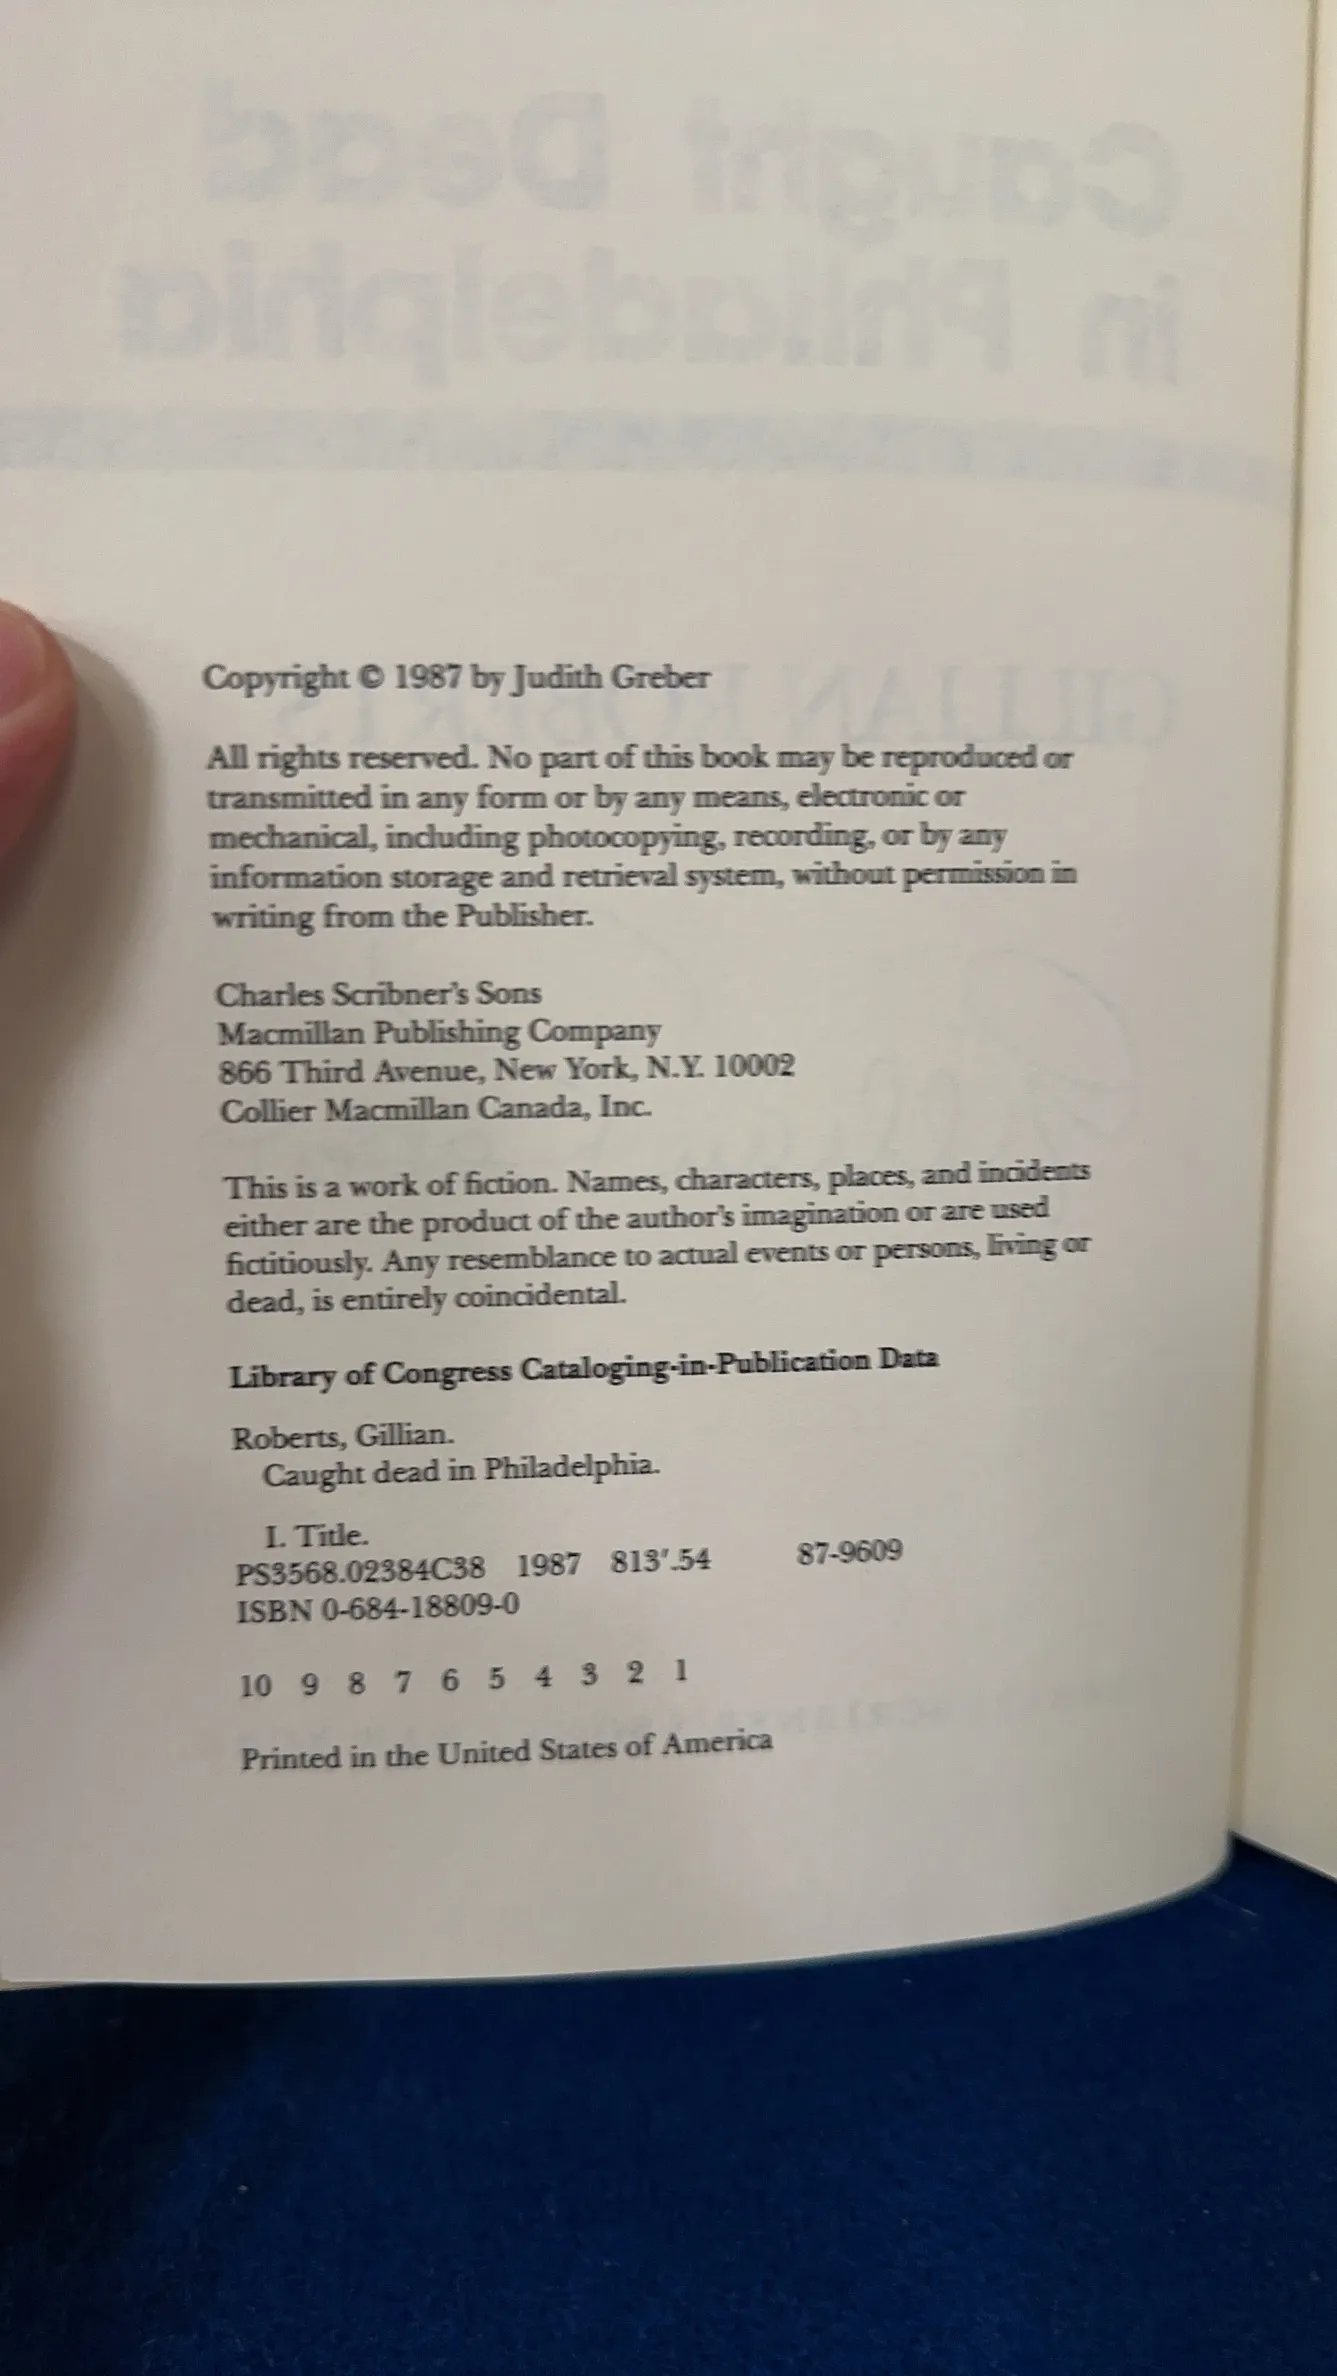 Caught Dead
in Philadelphia
GILLIAN ROBERTS
Copyright © 1987 by Judith Greber
All rights reserved. No part of this book may be reproduced or
transmitted in any form or by any means, electronic or
mechanical, including photocopying, recording, or by any
information storage and retrieval system, without permission in
writing from the Publisher.
Charles Scribner's Sons
Macmillan Publishing Company
866 Third Avenue, New York, N.Y. 10002
Collier Macmillan Canada, Inc.
This is a work of fiction. Names, characters, places, and incidents
either are the product of the author's imagination or are used
fictitiously. Any resemblance to actual events or persons, living or
dead, is entirely coincidental.
Library of Congress Cataloging-in-Publication Data
Roberts, Gillian.
Caught dead in Philadelphia.
I. Title.
PS3568.02384C38 1987 813'.54 87-9609
ISBN 0-684-18809-0
10 9 8 7 6 5 4 3 2 1
Printed in the United States of America